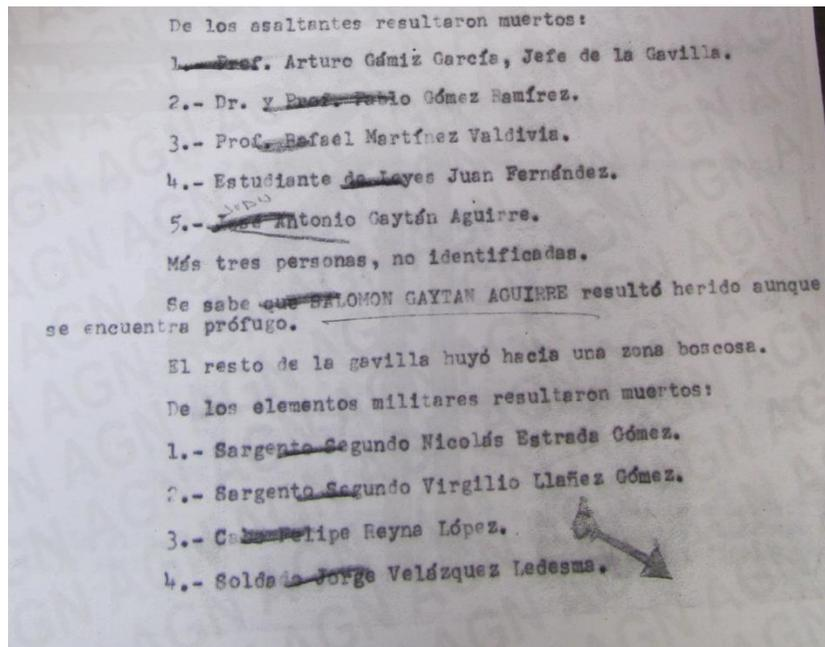 De los asaltantes resultaron muertos:
1.- Prof. Arturo Gámiz García, Jefe de la Gavilla.
2.- Dr. y Prof. Pablo Gómez Ramírez.
3.- Prof. Rafael Martínez Valdivia.
4.- Estudiante de Leyes Juan Fernández.
JUAN
5.- José Antonio Gaytán Aguirre.
Más tres personas, no identificadas.
Se sabe que SALOMON GAYTAN AGUIRRE resultó herido aunque
se encuentra prófugo.
El resto de la gavilla huyó hacia una zona boscosa.
De los elementos militares resultaron muertos:
1.- Sargento Segundo Nicolás Estrada Gómez.
2.- Sargento Segundo Virgilio Llañez Gómez.
3.- Cabo Felipe Reyna López.
4.- Soldado Jorge Velázquez Ledesma.